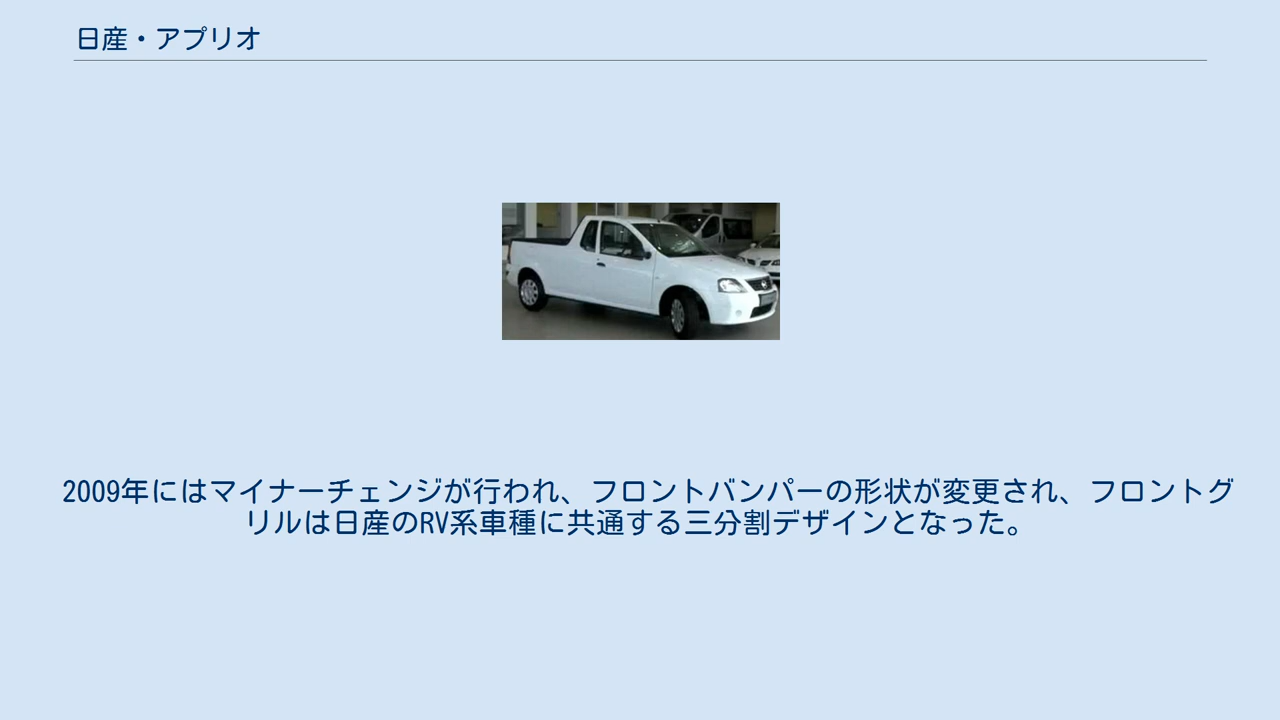 日産・アプリオ
2009年にはマイナーチェンジが行われ、フロントバンパーの形状が変更され、フロントグ
リルは日産のRV系車種に共通する三分割デザインとなった。